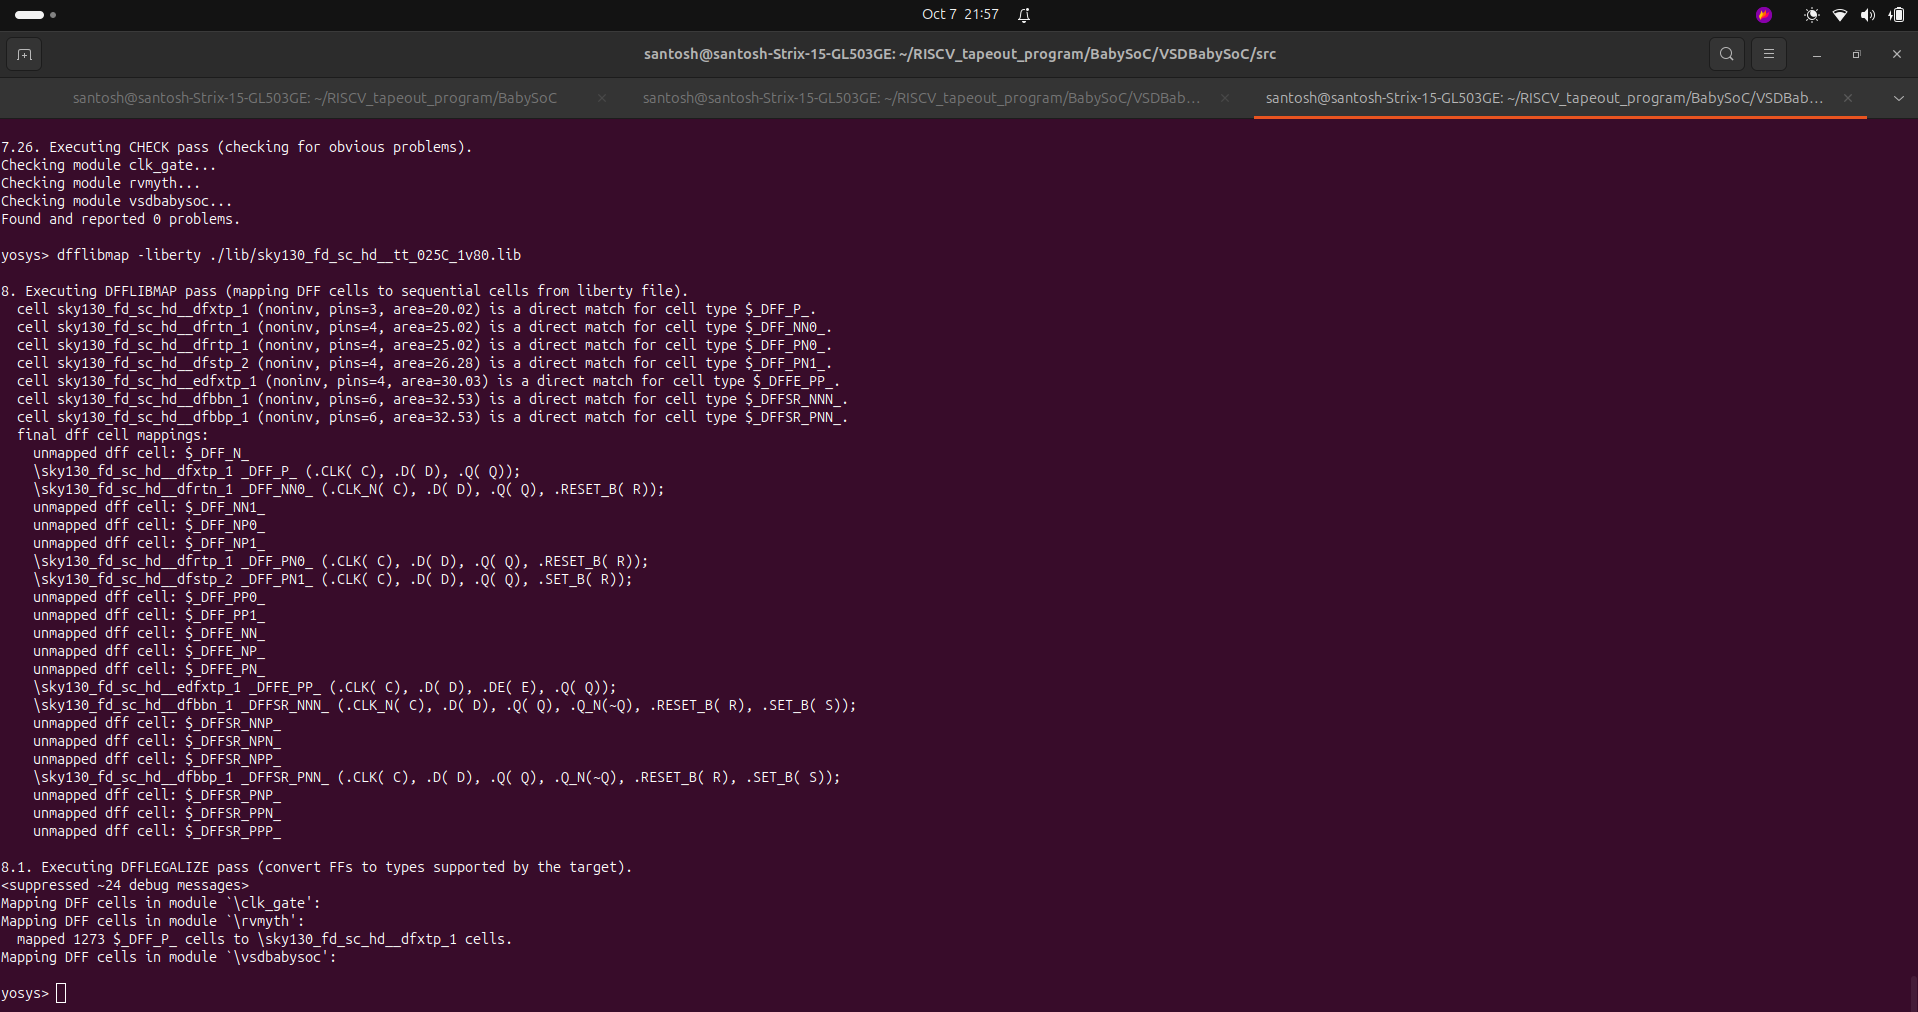 Oct 7 21:57
santosh@santosh-Strix-15-GL503GE: ~/RISCV_tapeout_program/BabySoC/VSDBabySoC/src
santosh@santosh-Strix-15-GL503GE: ~/RISCV_tapeout_program/BabySoC
santosh@santosh-Strix-15-GL503GE: ~/RISCV_tapeout_program/BabySoC/VSDBab...
santosh@santosh-Strix-15-GL503GE: ~/RISCV_tapeout_program/BabySoC/VSDBab...
7.26. Executing CHECK pass (checking for obvious problems).
Checking module clk_gate...
Checking module rvmyth...
Checking module vsdbabysoc...
Found and reported 0 problems.
yosys> dfflibmap -liberty ./lib/sky130_fd_sc_hd__tt_025C_1v80.lib
8. Executing DFFLIBMAP pass (mapping DFF cells to sequential cells from liberty file).
  cell sky130_fd_sc_hd__dfxtp_1 (noninv, pins=3, area=20.02) is a direct match for cell type $_DFF_P_.
  cell sky130_fd_sc_hd__dfrtn_1 (noninv, pins=4, area=25.02) is a direct match for cell type $_DFF_NN0_.
  cell sky130_fd_sc_hd__dfrtp_1 (noninv, pins=4, area=25.02) is a direct match for cell type $_DFF_PN0_.
  cell sky130_fd_sc_hd__dfstp_2 (noninv, pins=4, area=26.28) is a direct match for cell type $_DFF_PN1_.
  cell sky130_fd_sc_hd__edfxtp_1 (noninv, pins=4, area=30.03) is a direct match for cell type $_DFFE_PP_.
  cell sky130_fd_sc_hd__dfbbn_1 (noninv, pins=6, area=32.53) is a direct match for cell type $_DFFSR_NNN_.
  cell sky130_fd_sc_hd__dfbbp_1 (noninv, pins=6, area=32.53) is a direct match for cell type $_DFFSR_PNN_.
  final dff cell mappings:
    unmapped dff cell: $_DFF_N_
    \sky130_fd_sc_hd__dfxtp_1 _DFF_P_ (.CLK( C), .D( D), .Q( Q));
    \sky130_fd_sc_hd__dfrtn_1 _DFF_NN0_ (.CLK_N( C), .D( D), .Q( Q), .RESET_B( R));
    unmapped dff cell: $_DFF_NN1_
    unmapped dff cell: $_DFF_NP0_
    unmapped dff cell: $_DFF_NP1_
    \sky130_fd_sc_hd__dfrtp_1 _DFF_PN0_ (.CLK( C), .D( D), .Q( Q), .RESET_B( R));
    \sky130_fd_sc_hd__dfstp_2 _DFF_PN1_ (.CLK( C), .D( D), .Q( Q), .SET_B( R));
    unmapped dff cell: $_DFF_PP0_
    unmapped dff cell: $_DFF_PP1_
    unmapped dff cell: $_DFFE_NN_
    unmapped dff cell: $_DFFE_NP_
    unmapped dff cell: $_DFFE_PN_
    \sky130_fd_sc_hd__edfxtp_1 _DFFE_PP_ (.CLK( C), .D( D), .DE( E), .Q( Q));
    \sky130_fd_sc_hd__dfbbn_1 _DFFSR_NNN_ (.CLK_N( C), .D( D), .Q( Q), .Q_N(~Q), .RESET_B( R), .SET_B( S));
    unmapped dff cell: $_DFFSR_NNP_
    unmapped dff cell: $_DFFSR_NPN_
    unmapped dff cell: $_DFFSR_NPP_
    \sky130_fd_sc_hd__dfbbp_1 _DFFSR_PNN_ (.CLK( C), .D( D), .Q( Q), .Q_N(~Q), .RESET_B( R), .SET_B( S));
    unmapped dff cell: $_DFFSR_PNP_
    unmapped dff cell: $_DFFSR_PPN_
    unmapped dff cell: $_DFFSR_PPP_
8.1. Executing DFFLEGALIZE pass (convert FFs to types supported by the target).
<suppressed ~24 debug messages>
Mapping DFF cells in module `\clk_gate':
Mapping DFF cells in module `\rvmyth':
  mapped 1273 $_DFF_P_ cells to \sky130_fd_sc_hd__dfxtp_1 cells.
Mapping DFF cells in module `\vsdbabysoc':
yosys>